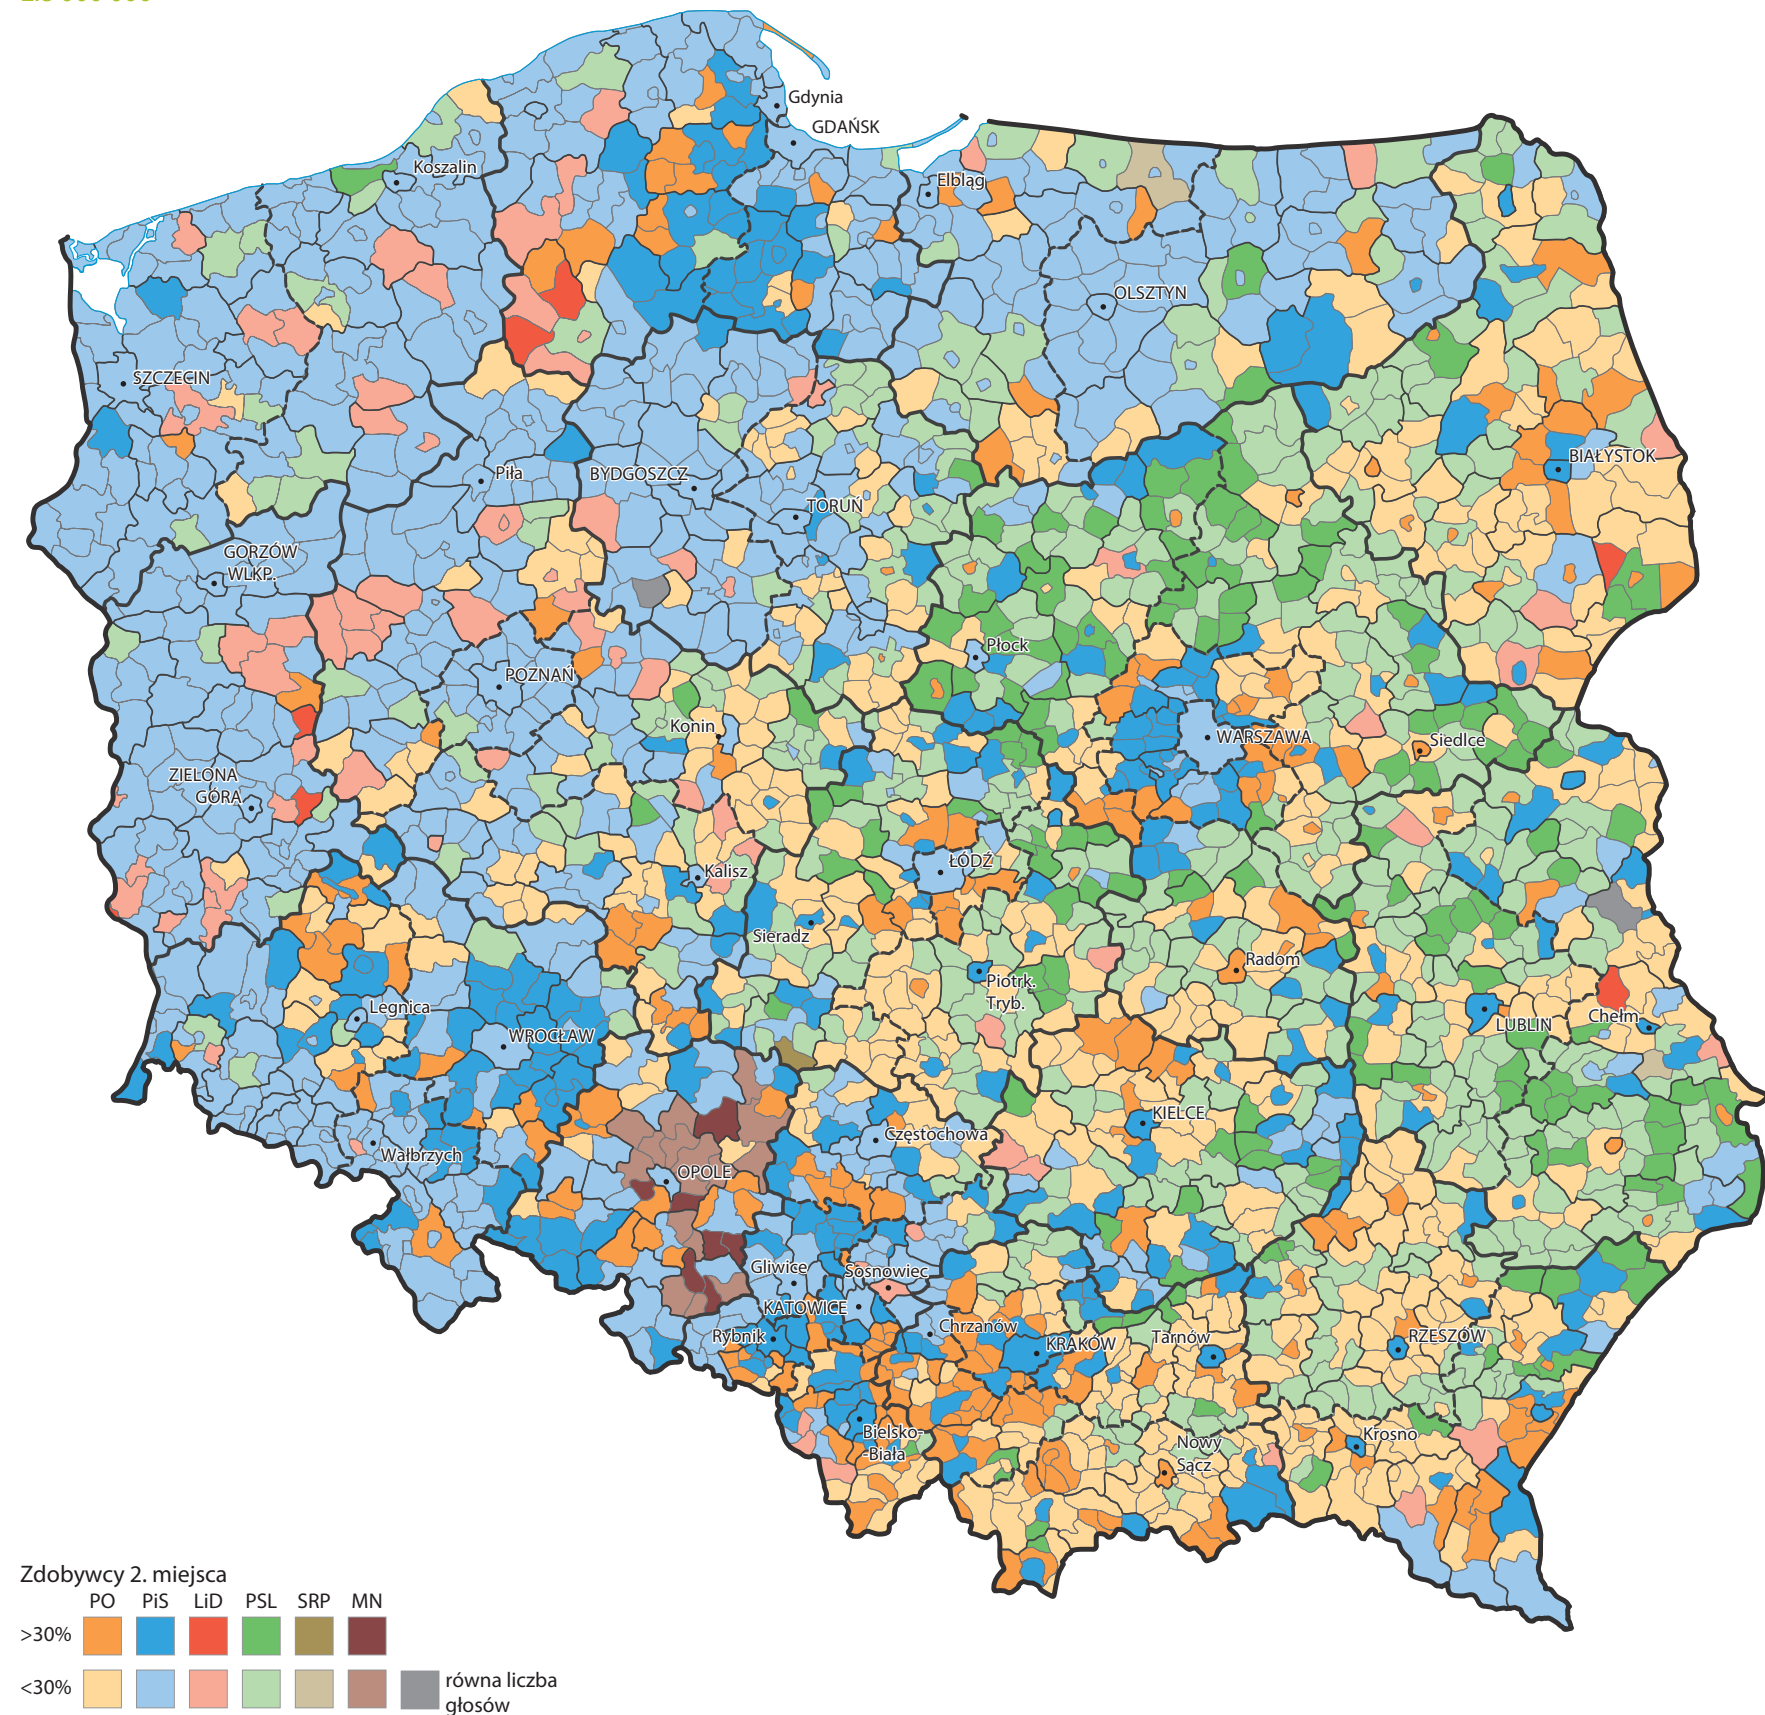 Gdynia
GDAŃSK
Koszalin
Elbląg
OLSZTYN
SZCZECIN
Piła
BYDGOSZCZ
BIAŁYSTOK
TORUŃ
GORZÓW
WLKP.
Płock
POZNAŃ
Konin
WARSZAWA
Siedlce
ZIELONA
GÓRA
ŁÓDŹ
Kalisz
Sieradz
Radom
Piotrk.
Tryb.
Legnica
WROCŁAW
LUBLIN
Chełm
KIELCE
Częstochowa
Wałbrzych
OPOLE
Gliwice
Sosnowiec
KATOWICE
Rybnik
Chrzanów
KRAKÓW
Tarnów
RZESZÓW
Bielsko-
-Biała
Nowy
Sącz
Krosno
Zdobywcy 2. miejsca
PO PiS LiD PSL SRP MN
>30%
<30%
równa liczba
głosów